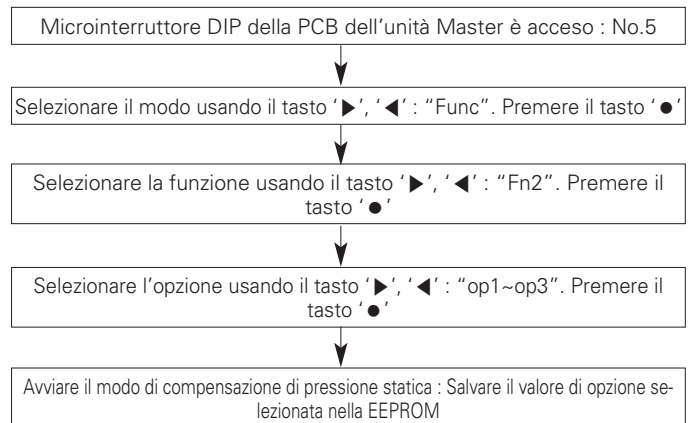 Microinterruttore DIP della PCB dell'unità Master è acceso : No.5
Selezionare il modo usando il tasto '▶', '◀' : “Func”. Premere il tasto '●'
Selezionare la funzione usando il tasto '▶', '◀' : “Fn2”. Premere il
tasto '●'
Selezionare l'opzione usando il tasto '▶', '◀' : “op1~op3”. Premere il
tasto '●'
Avviare il modo di compensazione di pressione statica : Salvare il valore di opzione se-
lezionata nella EEPROM